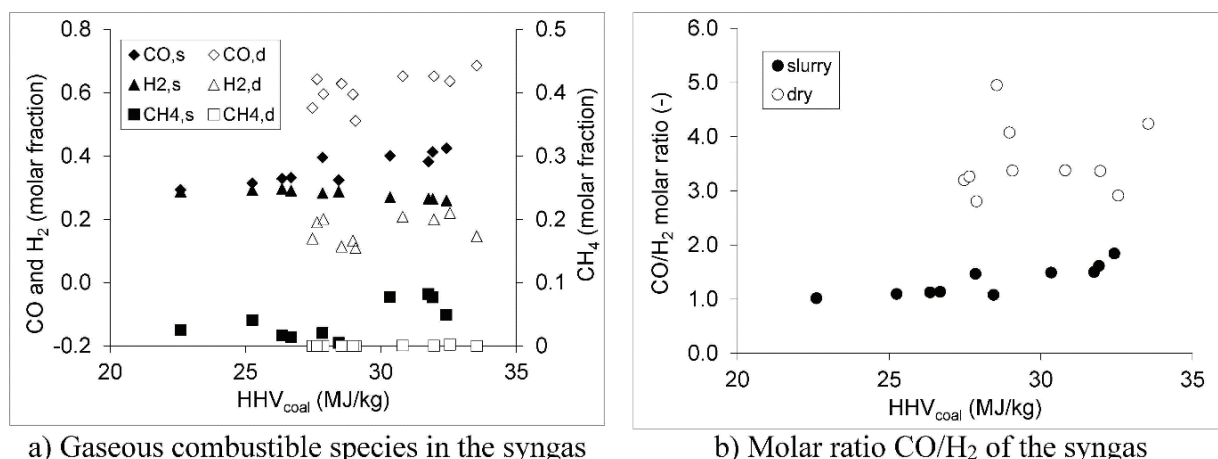 0.8
0.6
0.4
0.2
0.0
-0.2
CO and H2 (molar fraction)
CO,s
CO,d
H2,s
H2,d
CH4,s
CH4,d
0.5
0.4
0.3
0.2
0.1
0
CH4 (molar fraction)
20 25 30 35
HHVcoal (MJ/kg)
a) Gaseous combustible species in the syngas
6.0
5.0
4.0
3.0
2.0
1.0
0.0
CO/H2 molar ratio (-)
slurry
dry
20 25 30 35
HHVcoal (MJ/kg)
b) Molar ratio CO/H2 of the syngas